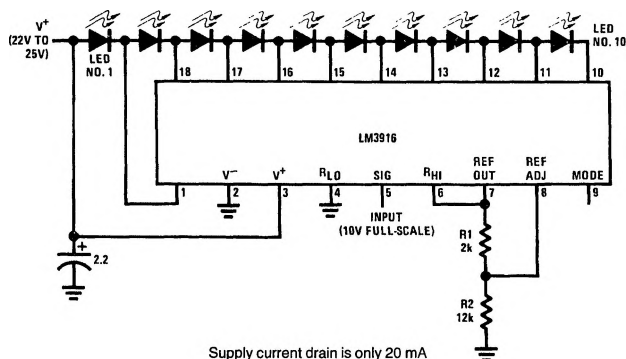 V+
(22V TO
25V)
LED
NO. 1
LED
NO. 10
18
17
16
15
14
13
12
11
10
LM3916
V−
V+
RLO
SIG
RHI
REF
OUT
REF
ADJ
MODE
1
2
3
4
5
6
7
8
9
INPUT
(10V FULL-SCALE)
+
2.2
R1
2k
R2
12k
Supply current drain is only 20 mA